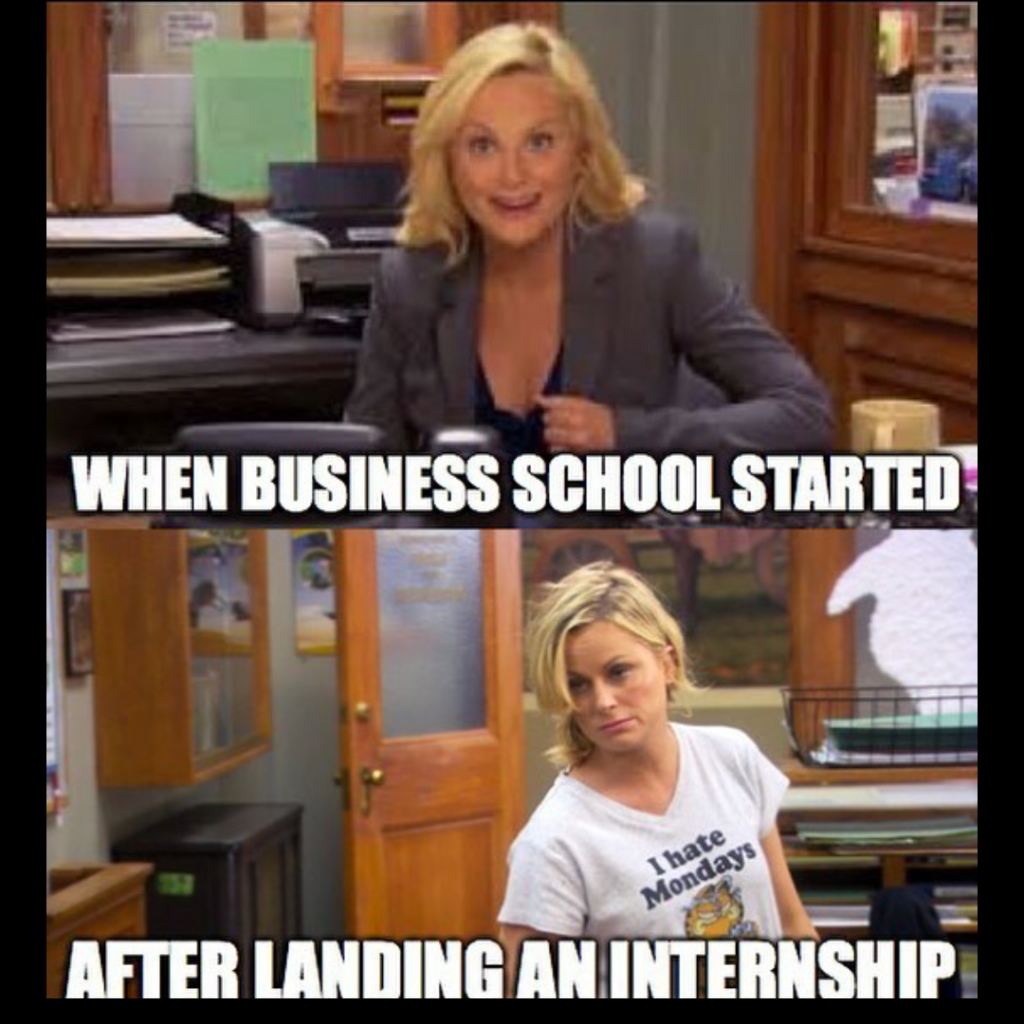 WHEN BUSINESS SCHOOL STARTED
I hate
Mondays
AFTER LANDING AN INTERNSHIP